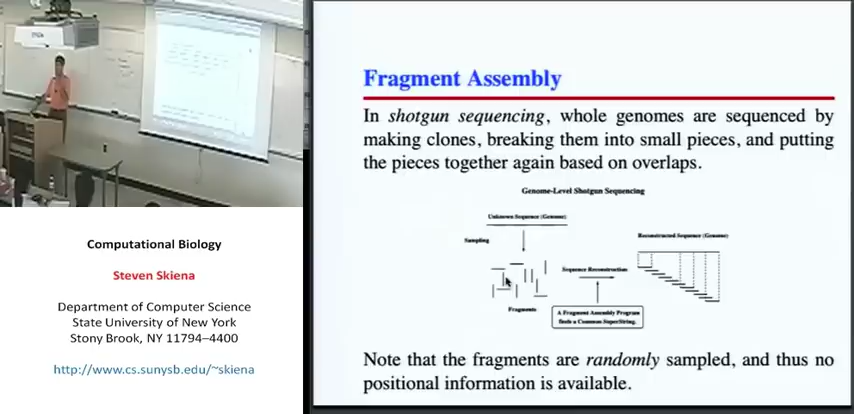 Computational Biology
Steven Skiena
Department of Computer Science
State University of New York
Stony Brook, NY 11794–4400
http://www.cs.sunysb.edu/~skiena
Fragment Assembly
In shotgun sequencing, whole genomes are sequenced by
making clones, breaking them into small pieces, and putting
the pieces together again based on overlaps.
Genome-Level Shotgun Sequencing
Unknown Sequence (Genome)
Sampling
Fragments
Sequence Reconstruction
A Fragment Assembly Program
finds a Common SuperString.
Reconstructed Sequence (Genome)
Note that the fragments are randomly sampled, and thus no
positional information is available.